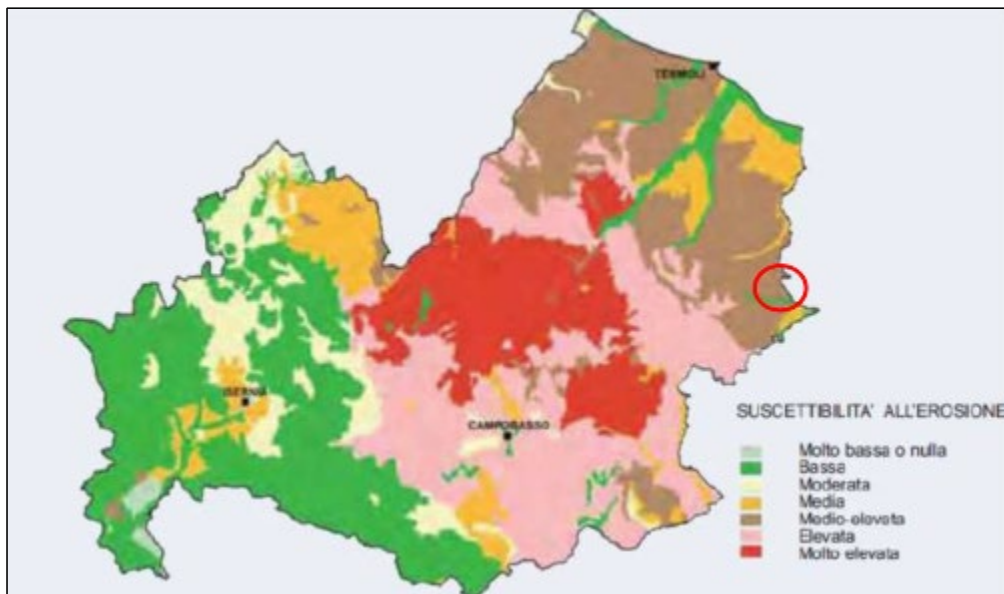 TERMOLI
ISERNIA
CAMPOBASSO
SUSCETTIBILITA' ALL'EROSIONE
Molto bassa o nulla
Bassa
Moderata
Media
Medio-elevata
Elevata
Molto elevata